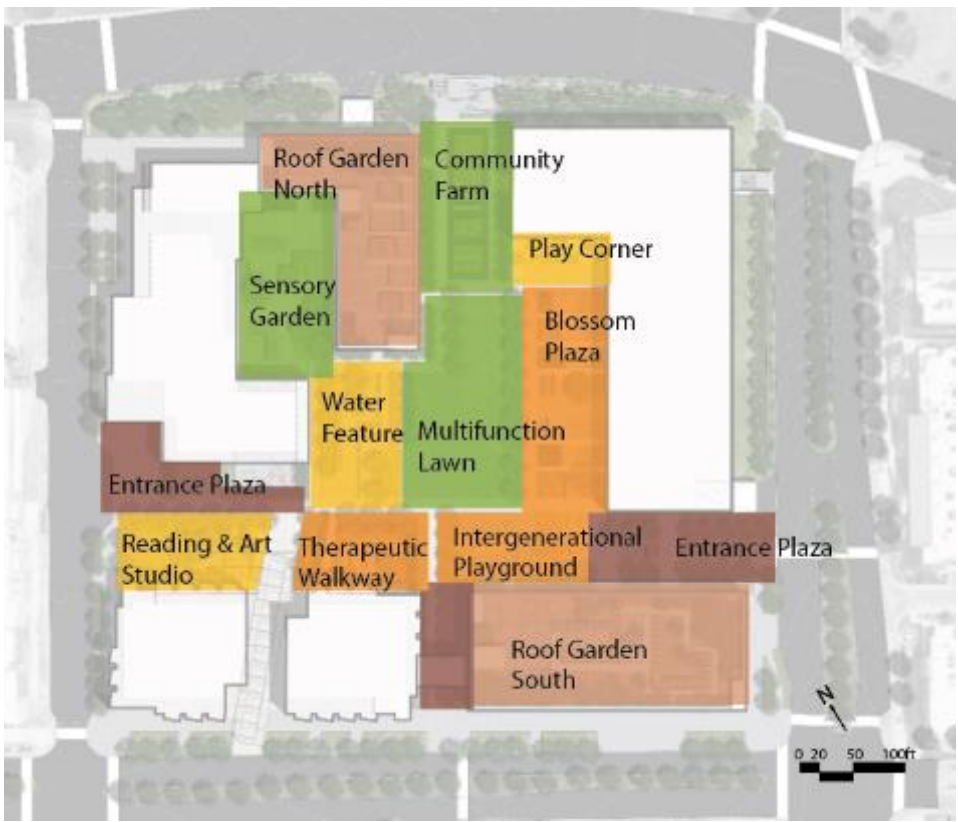 Roof Garden
North
Community
Farm
Play Corner
Sensory
Garden
Blossom
Plaza
Water
Feature
Multifunction
Lawn
Entrance Plaza
Reading & Art
Studio
Therapeutic
Walkway
Intergenerational
Playground
Entrance Plaza
Roof Garden
South
N
0 20 50 100ft